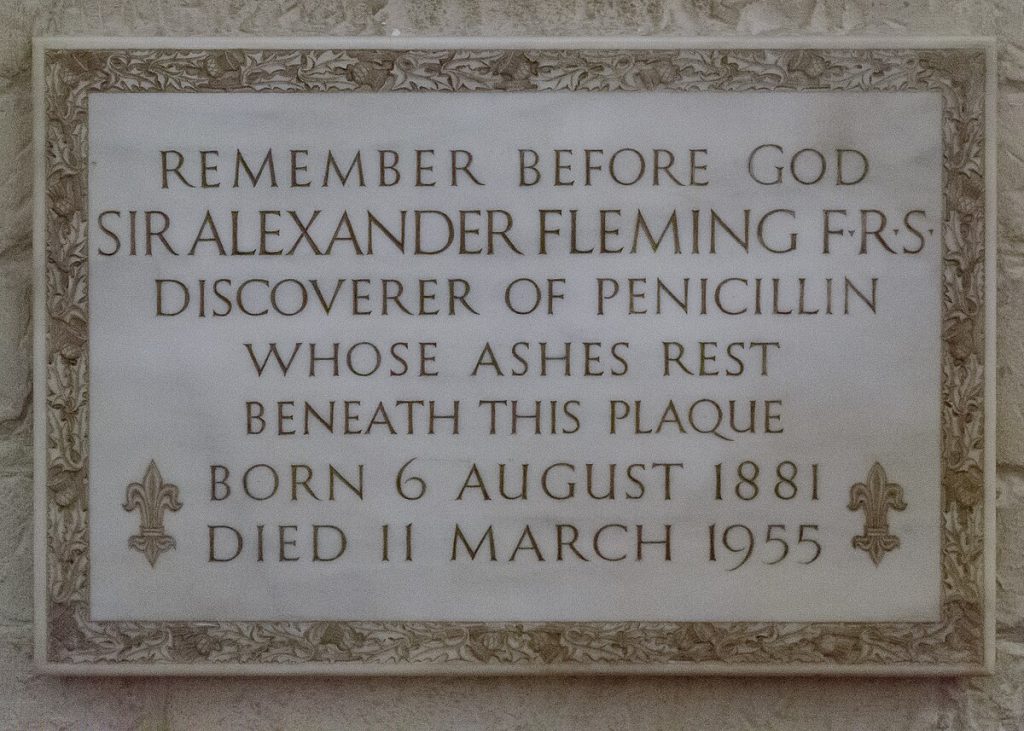 REMEMBER BEFORE GOD
SIR ALEXANDER FLEMING F·R·S·
DISCOVERER OF PENICILLIN
WHOSE ASHES REST
BENEATH THIS PLAQUE
BORN 6 AUGUST 1881
DIED 11 MARCH 1955